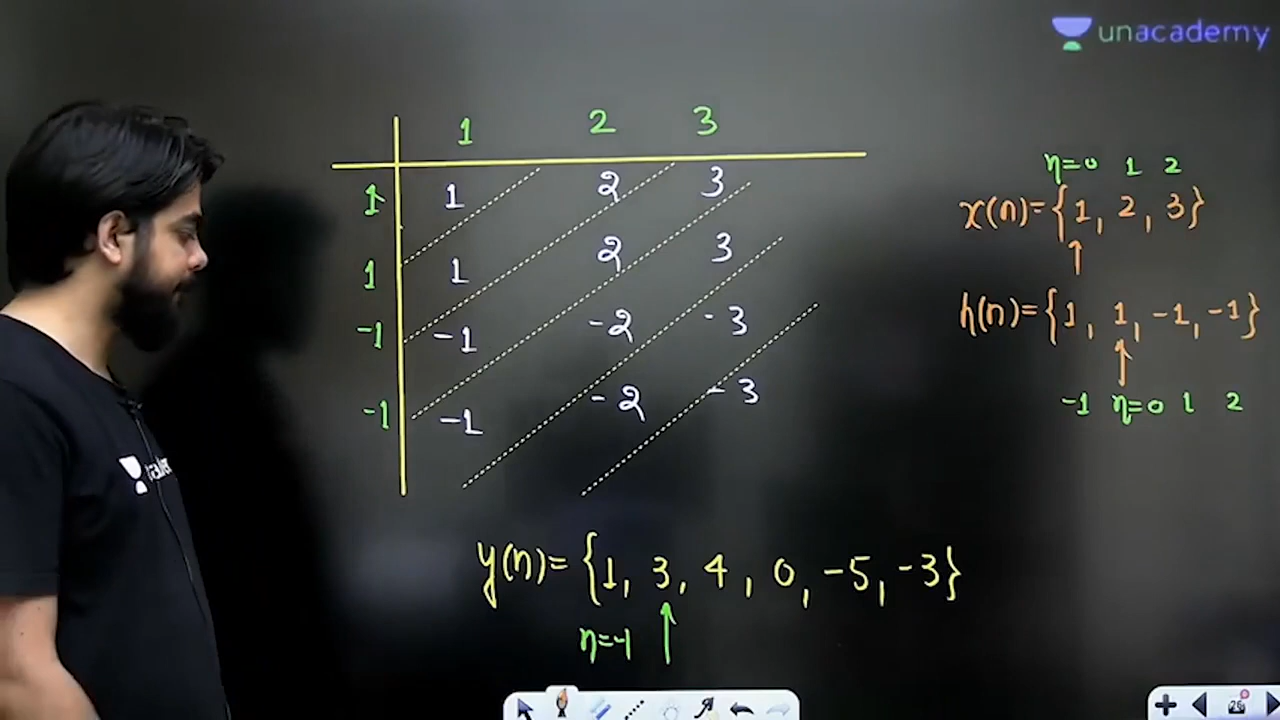 unacademy
1 2 3
1 1 2 3
1 1 2 3
-1 -1 -2 -3
-1 -1 -2 -3
n=0 1 2
x(n)={1, 2, 3}
↑
h(n)={1, 1, -1, -1}
↑
-1 n=0 1 2
y(n)={1, 3, 4, 0, -5, -3}
n=-1 ↑